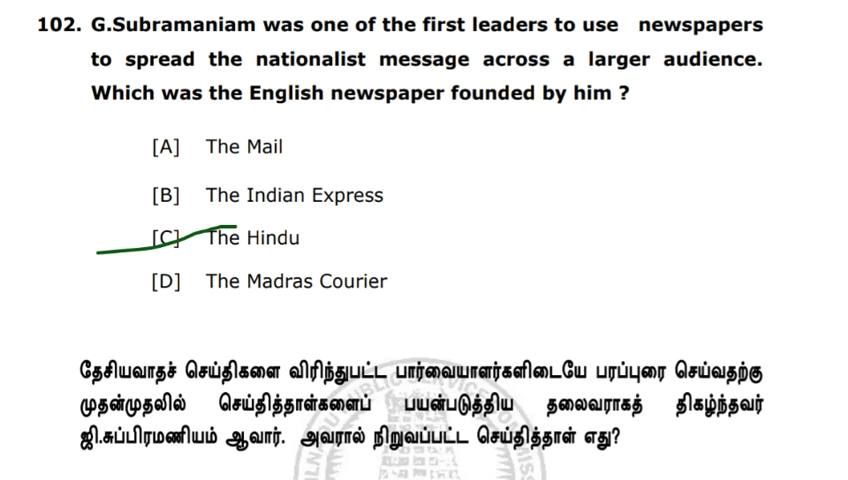 102. G.Subramaniam was one of the first leaders to use newspapers
to spread the nationalist message across a larger audience.
Which was the English newspaper founded by him ?
[A] The Mail
[B] The Indian Express
[C] The Hindu
[D] The Madras Courier
தேசியவாதச் செய்திகளை விரிந்துபட்ட பார்வையாளர்களிடையே பரப்புரை செய்வதற்கு
முதன்முதலில் செய்தித்தாள்களைப் பயன்படுத்திய தலைவராகத் திகழ்ந்தவர்
ஜி.சுப்பிரமணியம் ஆவார். அவரால் நிறுவப்பட்ட செய்தித்தாள் எது?